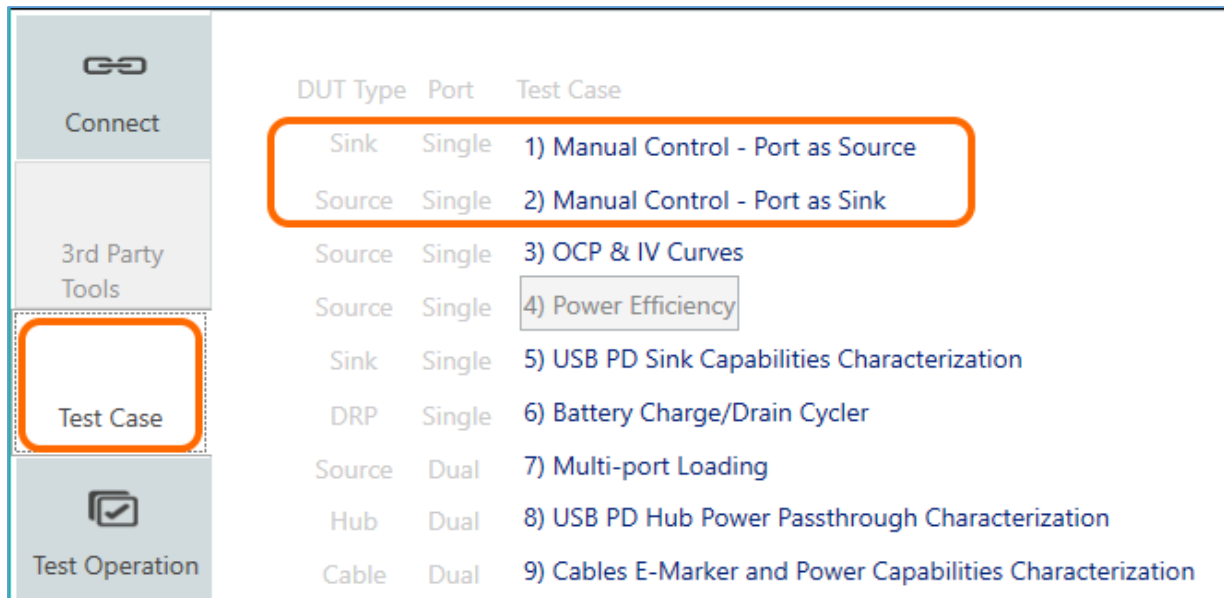 Connect
3rd Party
Tools
Test Case
Test Operation
DUT Type Port Test Case
Sink Single 1) Manual Control - Port as Source
Source Single 2) Manual Control - Port as Sink
Source Single 3) OCP & IV Curves
Source Single 4) Power Efficiency
Sink Single 5) USB PD Sink Capabilities Characterization
DRP Single 6) Battery Charge/Drain Cycler
Source Dual 7) Multi-port Loading
Hub Dual 8) USB PD Hub Power Passthrough Characterization
Cable Dual 9) Cables E-Marker and Power Capabilities Characterization